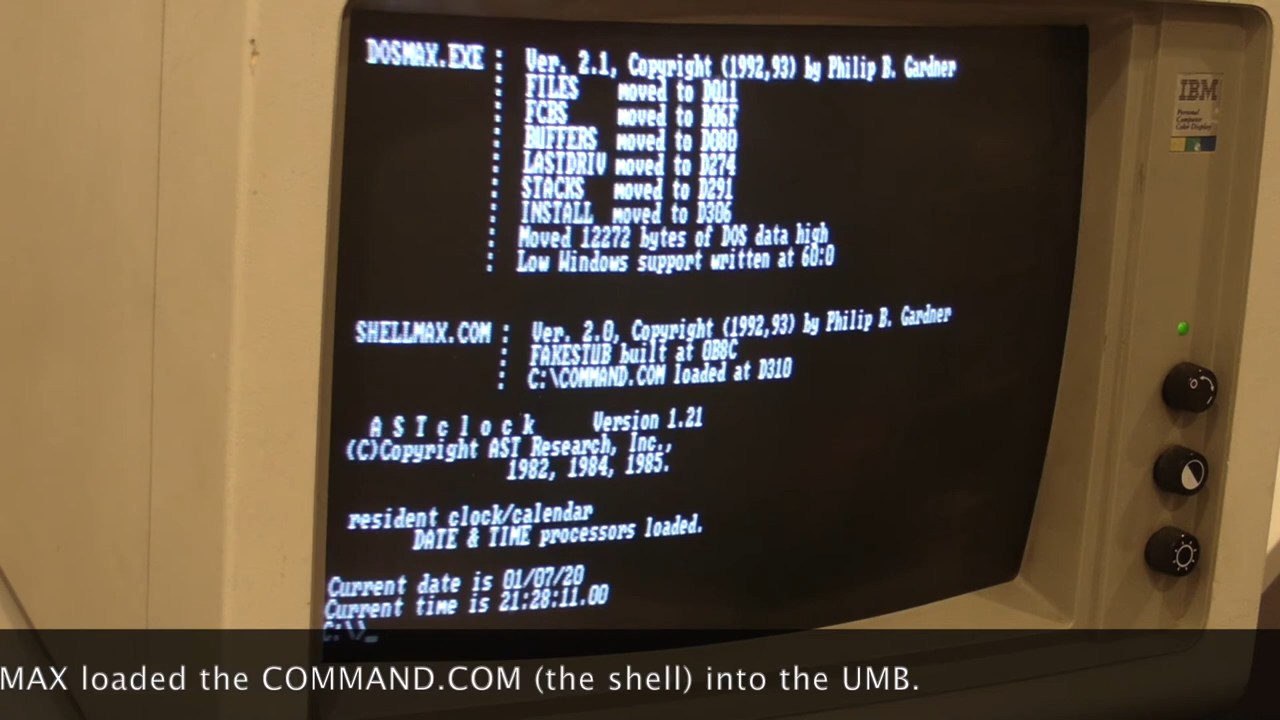 DOSMAX.EXE : Ver. 2.1, Copyright (1992,93) by Philip B. Gardner
: FILES moved to D011
: FCBS moved to D06F
: BUFFERS moved to D080
: LASTDRIV moved to D274
: STACKS moved to D291
: INSTALL moved to D306
: Moved 12272 bytes of DOS data high
: Low Windows support written at 60:0
SHELLMAX.COM : Ver. 2.0, Copyright (1992,93) by Philip B. Gardner
: FAKESTUB built at 0B8C
: C:\COMMAND.COM loaded at D310
A S T c l o c k Version 1.21
(C)Copyright AST Research, Inc.,
1982, 1984, 1985.
resident clock/calendar
DATE & TIME processors loaded.
Current date is 01/07/20
Current time is 21:28:11.00
C:\>_
IBM
Personal
Computer
Color Display
MAX loaded the COMMAND.COM (the shell) into the UMB.